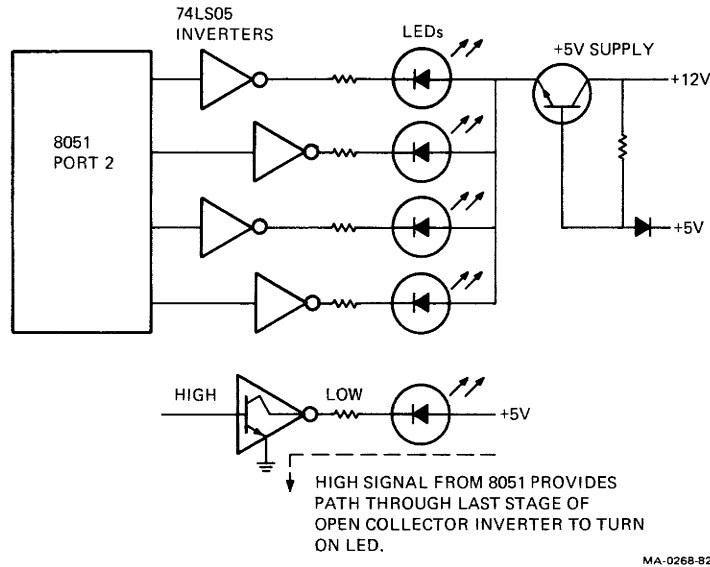 74LS05
INVERTERS
LEDs
+5V SUPPLY
+12V
8051
PORT 2
+5V
HIGH
LOW
+5V
HIGH SIGNAL FROM 8051 PROVIDES
PATH THROUGH LAST STAGE OF
OPEN COLLECTOR INVERTER TO TURN
ON LED.
MA-0268-82